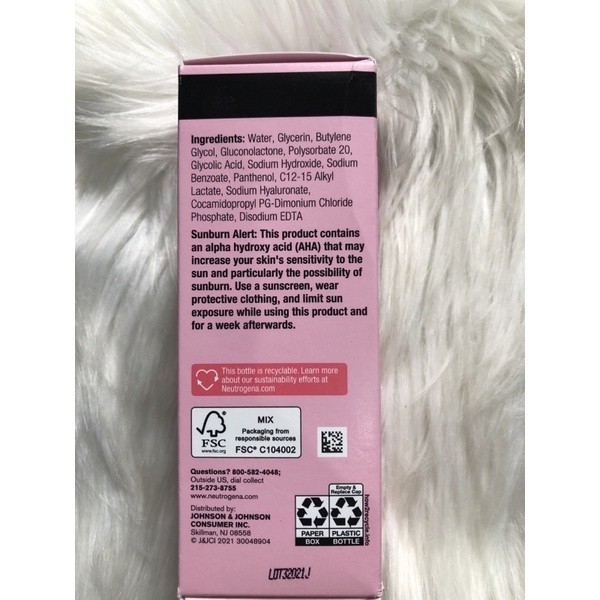 Ingredients: Water, Glycerin, Butylene
Glycol, Gluconolactone, Polysorbate 20,
Glycolic Acid, Sodium Hydroxide, Sodium
Benzoate, Panthenol, C12-15 Alkyl
Lactate, Sodium Hyaluronate,
Cocamidopropyl PG-Dimonium Chloride
Phosphate, Disodium EDTA
Sunburn Alert: This product contains
an alpha hydroxy acid (AHA) that may
increase your skin's sensitivity to the
sun and particularly the possibility of
sunburn. Use a sunscreen, wear
protective clothing, and limit sun
exposure while using this product and
for a week afterwards.
This bottle is recyclable. Learn more
about our sustainability efforts at
Neutrogena.com
FSC
www.fsc.org
MIX
Packaging from
responsible sources
FSC® C104002
Questions? 800-582-4048;
Outside US, dial collect
215-273-8755
www.neutrogena.com
Distributed by:
JOHNSON & JOHNSON
CONSUMER INC.
Skillman, NJ 08558
© J&JCI 2021 30048904
PAPER
BOX
Empty &
Replace Cap
PLASTIC
BOTTLE
how2recycle.info
LOT32021J